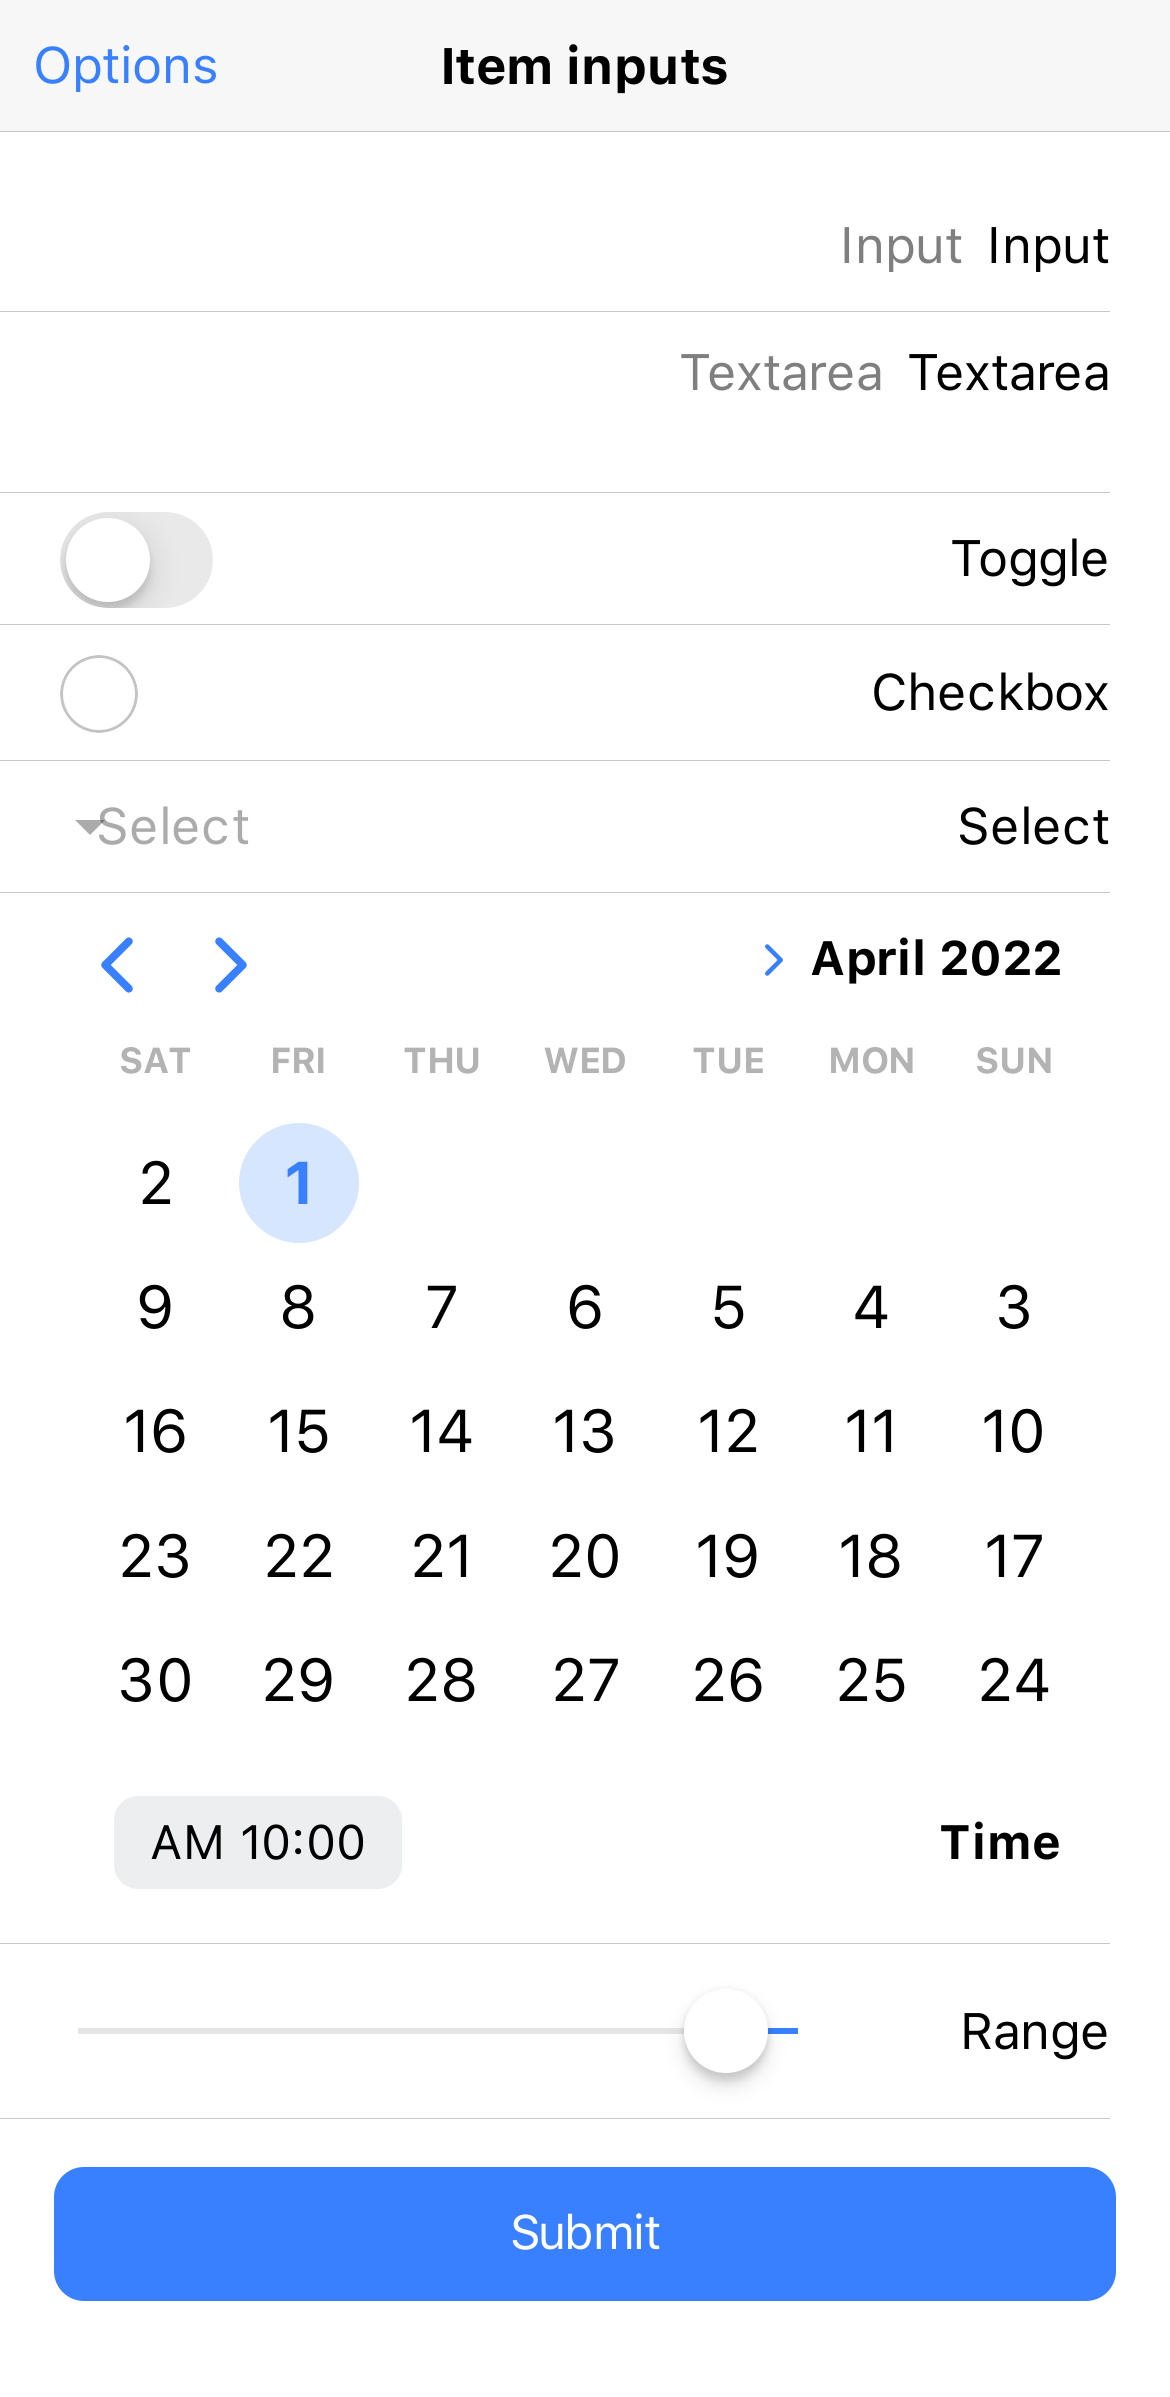 Options Item inputs
Input Input
Textarea Textarea
Toggle
Checkbox
Select Select
April 2022
SAT FRI THU WED TUE MON SUN
2 1
9 8 7 6 5 4 3
16 15 14 13 12 11 10
23 22 21 20 19 18 17
30 29 28 27 26 25 24
AM 10:00 Time
Range
Submit